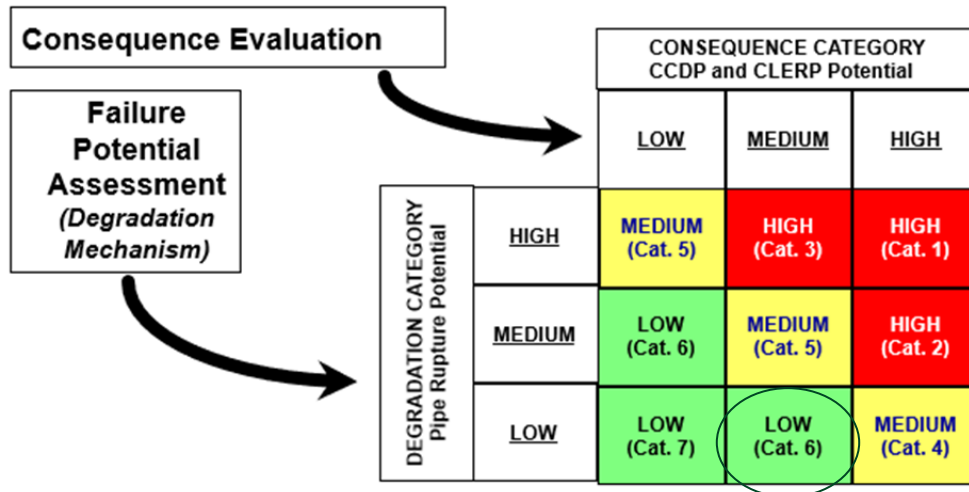 Consequence Evaluation
Failure
Potential
Assessment
(Degradation
Mechanism)
CONSEQUENCE CATEGORY
CCDP and CLERP Potential
LOW
MEDIUM
HIGH
DEGRADATION CATEGORY
Pipe Rupture Potential
HIGH
MEDIUM
(Cat. 5)
HIGH
(Cat. 3)
HIGH
(Cat. 1)
MEDIUM
LOW
(Cat. 6)
MEDIUM
(Cat. 5)
HIGH
(Cat. 2)
LOW
LOW
(Cat. 7)
LOW
(Cat. 6)
MEDIUM
(Cat. 4)